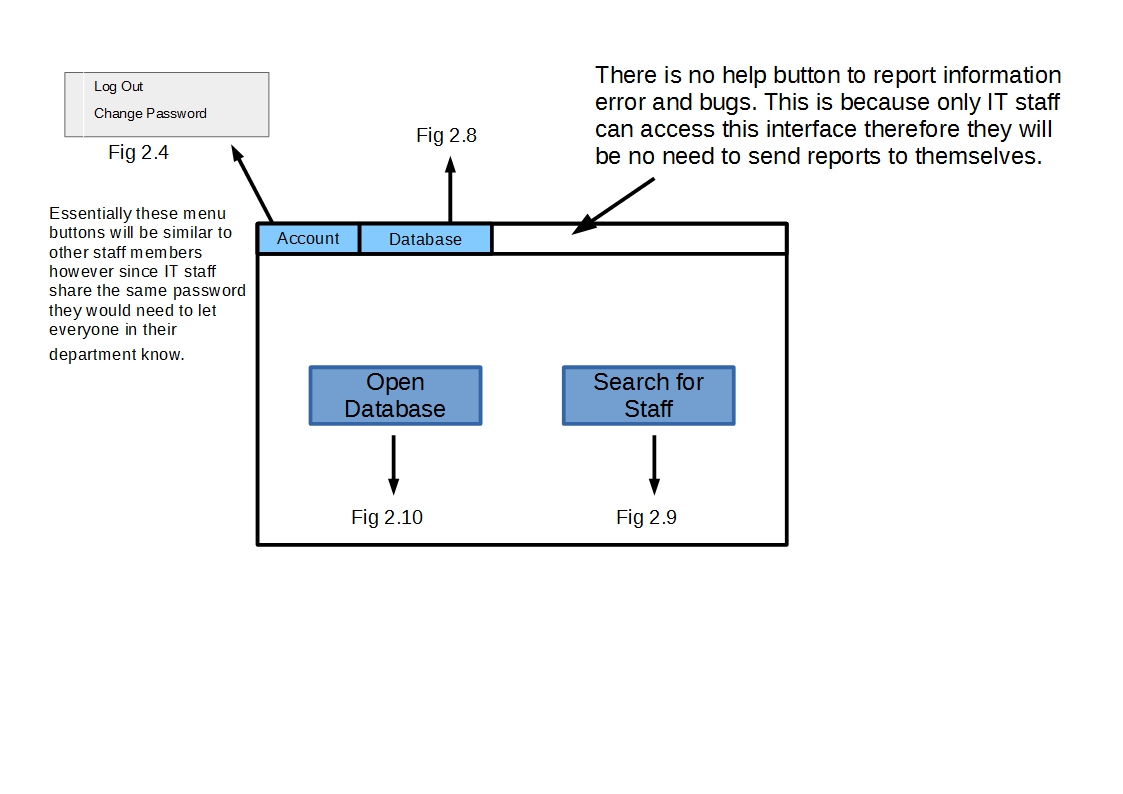 Log Out
Change Password
Fig 2.4
Fig 2.8
There is no help button to report information
error and bugs. This is because only IT staff
can access this interface therefore they will
be no need to send reports to themselves.
Essentially these menu
buttons will be similar to
other staff members
however since IT staff
share the same password
they would need to let
everyone in their
department know.
Account
Database
Open
Database
Search for
Staff
Fig 2.10
Fig 2.9